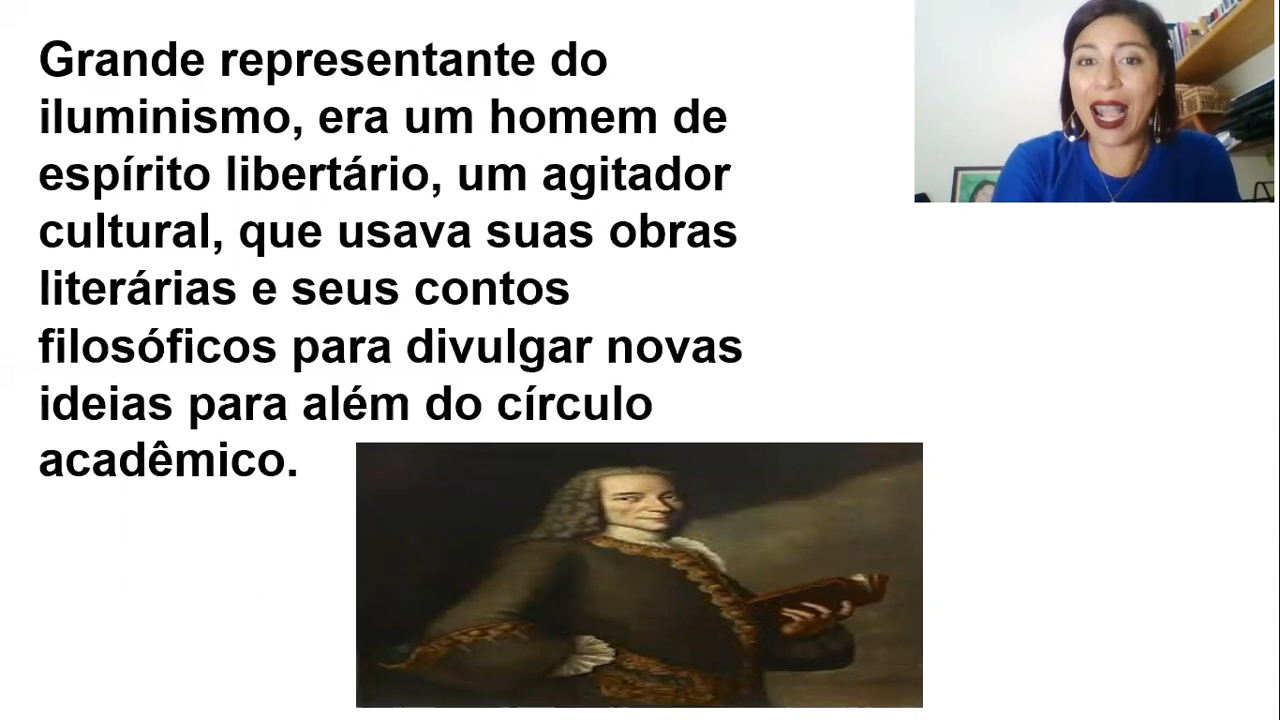 Grande representante do
iluminismo, era um homem de
espírito libertário, um agitador
cultural, que usava suas obras
literárias e seus contos
filosóficos para divulgar novas
ideias para além do círculo
acadêmico.